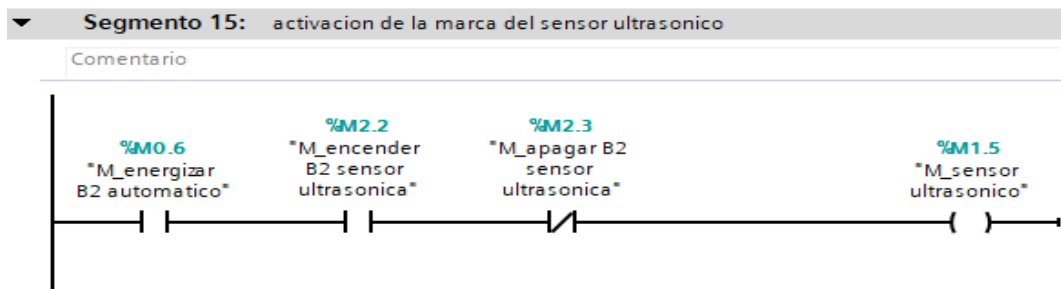 Segmento 15: activacion de la marca del sensor ultrasonico
Comentario
%M0.6
"M_energizar
B2 automatico"
%M2.2
"M_encender
B2 sensor
ultrasonica"
%M2.3
"M_apagar B2
sensor
ultrasonica"
%M1.5
"M_sensor
ultrasonico"